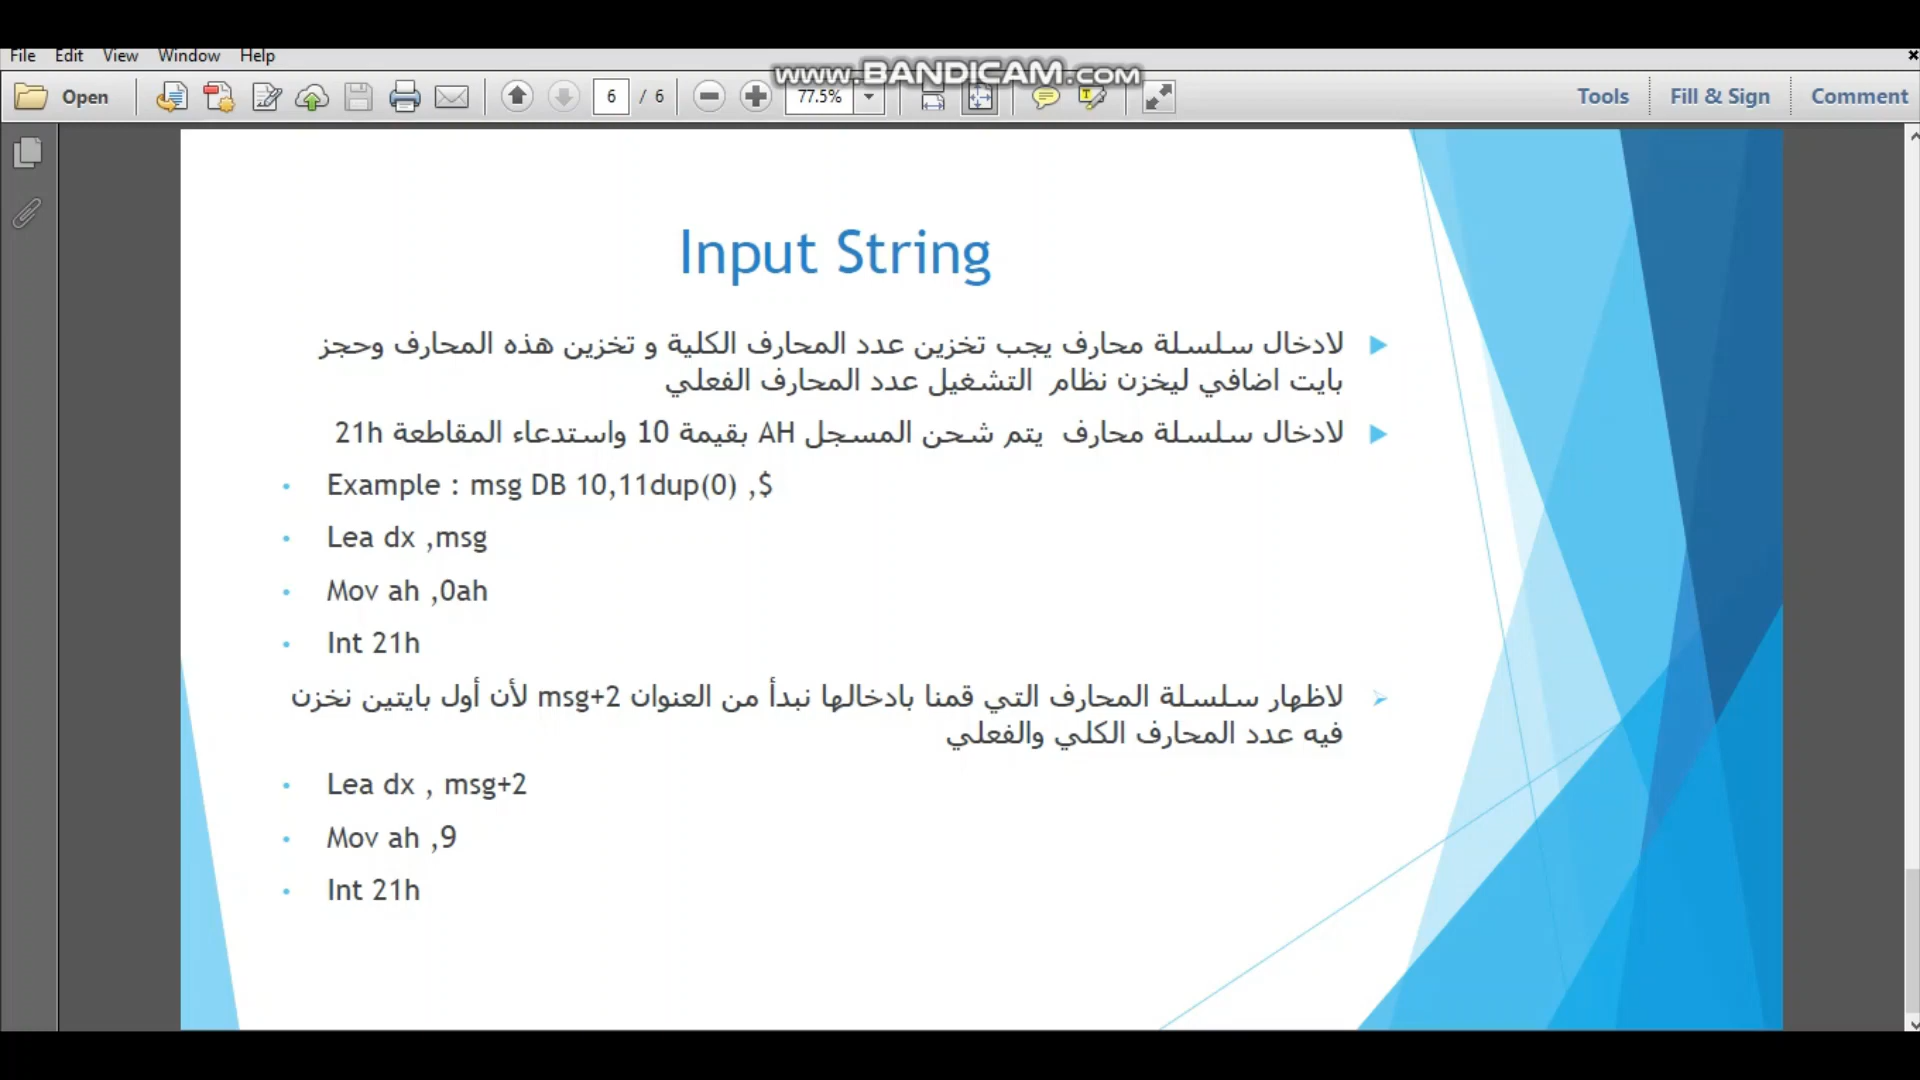 File Edit View Window Help
www.BANDICAM.com
Open 6 / 6 77.5% Tools Fill & Sign Comment
Input String
لادخال سلسلة محارف يجب تخزين عدد المحارف الكلية و تخزين هذه المحارف وحجز
بايت اضافي ليخزن نظام التشغيل عدد المحارف الفعلي
لادخال سلسلة محارف يتم شحن المسجل AH بقيمة 10 واستدعاء المقاطعة 21h
Example : msg DB 10,11dup(0) ,$
Lea dx ,msg
Mov ah ,0ah
Int 21h
لاظهار سلسلة المحارف التي قمنا بادخالها نبدأ من العنوان msg+2 لأن أول بايتين نخزن
فيه عدد المحارف الكلي والفعلي
Lea dx , msg+2
Mov ah ,9
Int 21h